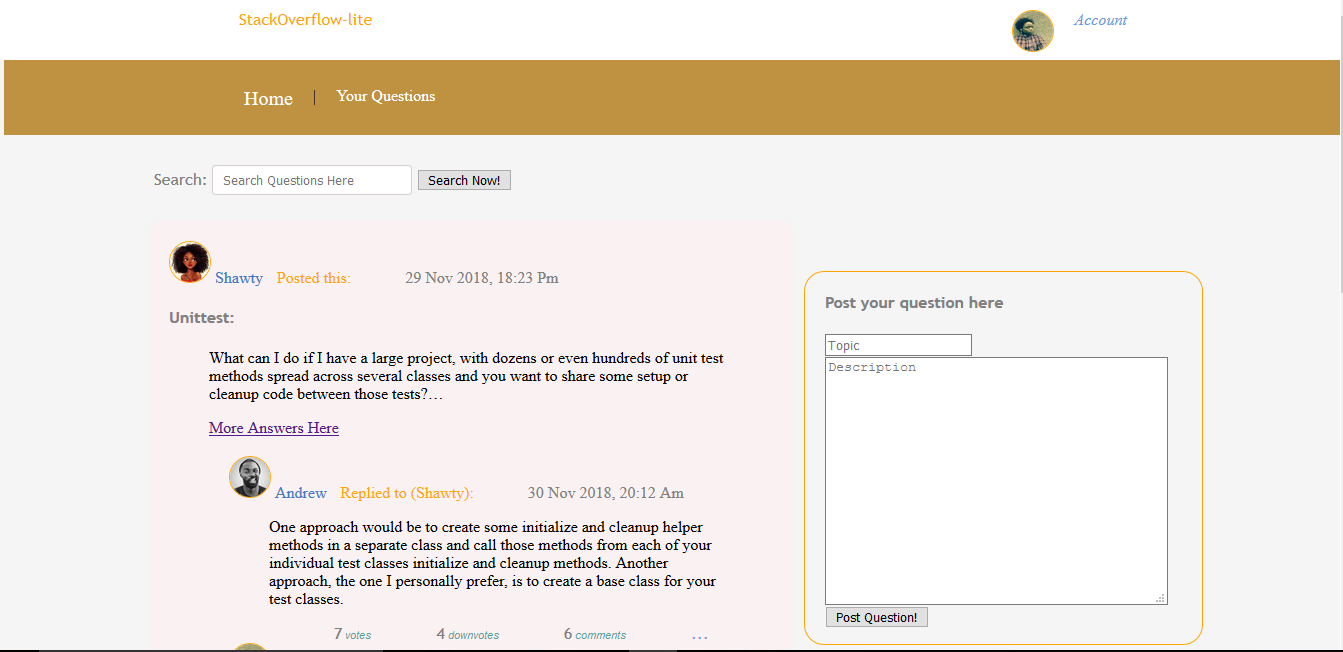 StackOverflow-lite
Account
Home | Your Questions
Search: Search Questions Here Search Now!
Shawty Posted this: 29 Nov 2018, 18:23 Pm
Unittest:
What can I do if I have a large project, with dozens or even hundreds of unit test
methods spread across several classes and you want to share some setup or
cleanup code between those tests?…
More Answers Here
Andrew Replied to (Shawty): 30 Nov 2018, 20:12 Am
One approach would be to create some initialize and cleanup helper
methods in a separate class and call those methods from each of your
individual test classes initialize and cleanup methods. Another
approach, the one I personally prefer, is to create a base class for your
test classes.
7 votes 4 downvotes 6 comments …
Post your question here
Topic
Description
Post Question!